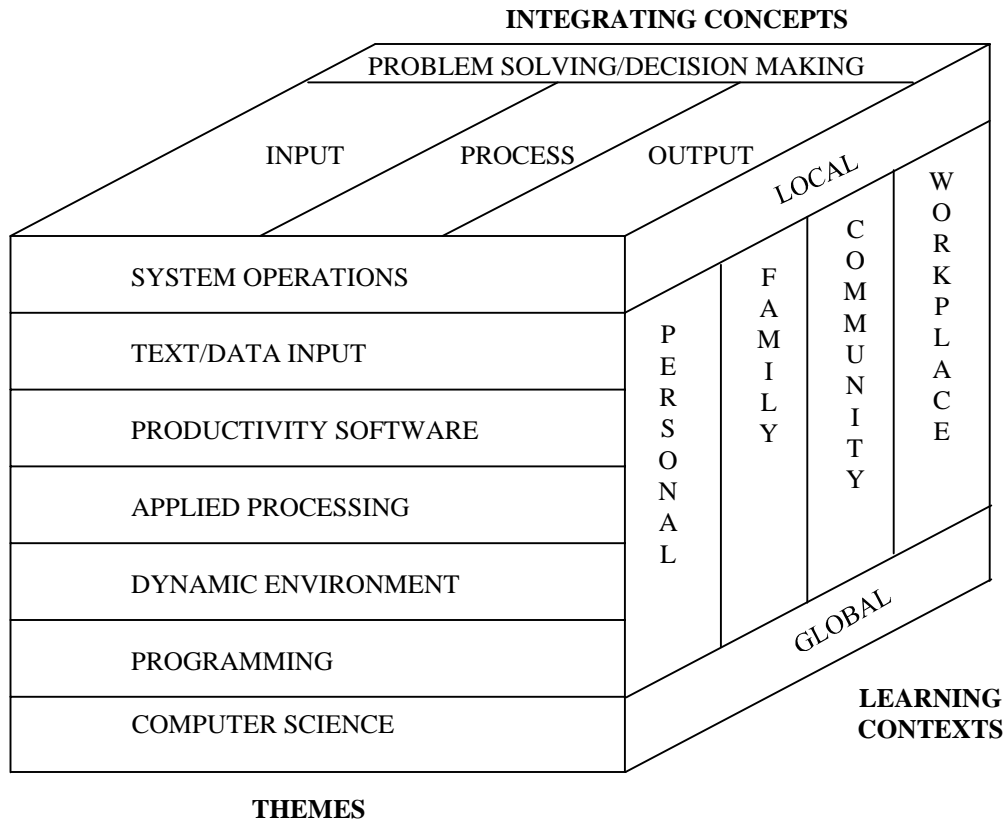 INTEGRATING CONCEPTS
PROBLEM SOLVING/DECISION MAKING
INPUT
PROCESS
OUTPUT
LOCAL
SYSTEM OPERATIONS
TEXT/DATA INPUT
PRODUCTIVITY SOFTWARE
APPLIED PROCESSING
DYNAMIC ENVIRONMENT
PROGRAMMING
COMPUTER SCIENCE
PERSONAL
FAMILY
COMMUNITY
WORKPLACE
GLOBAL
LEARNING
CONTEXTS
THEMES